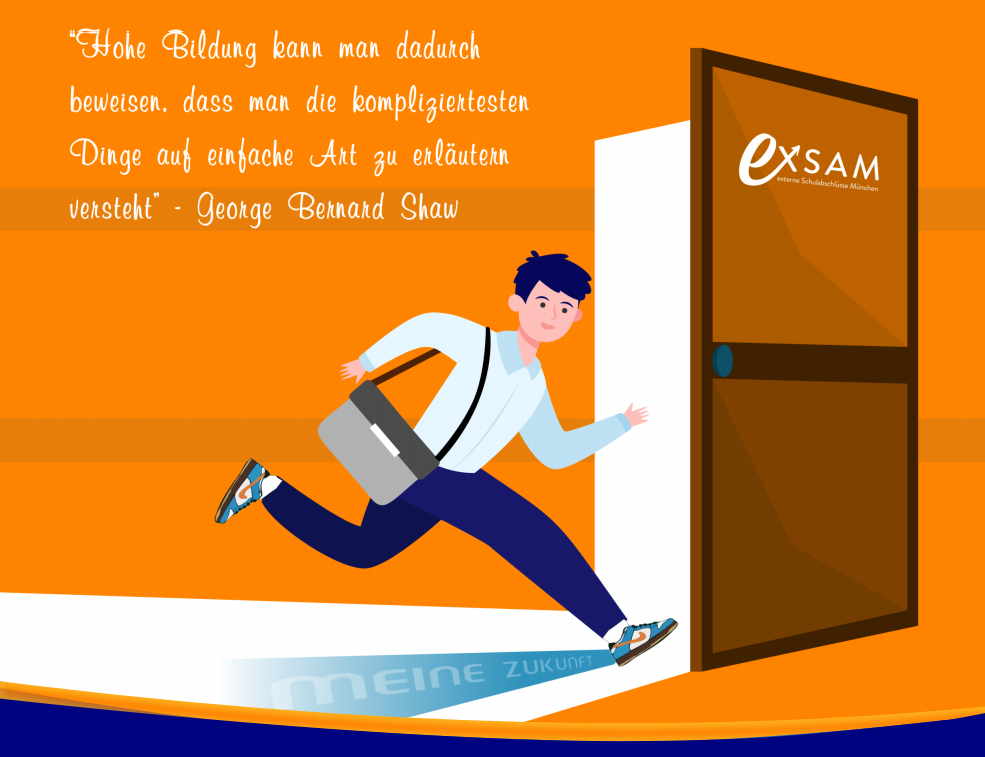 "Hohe Bildung kann man dadurch
beweisen, dass man die kompliziertesten
Dinge auf einfache Art zu erläutern
versteht" - George Bernard Shaw
exSAM
externe Schulabschlüsse München
MEINE ZUKUNFT